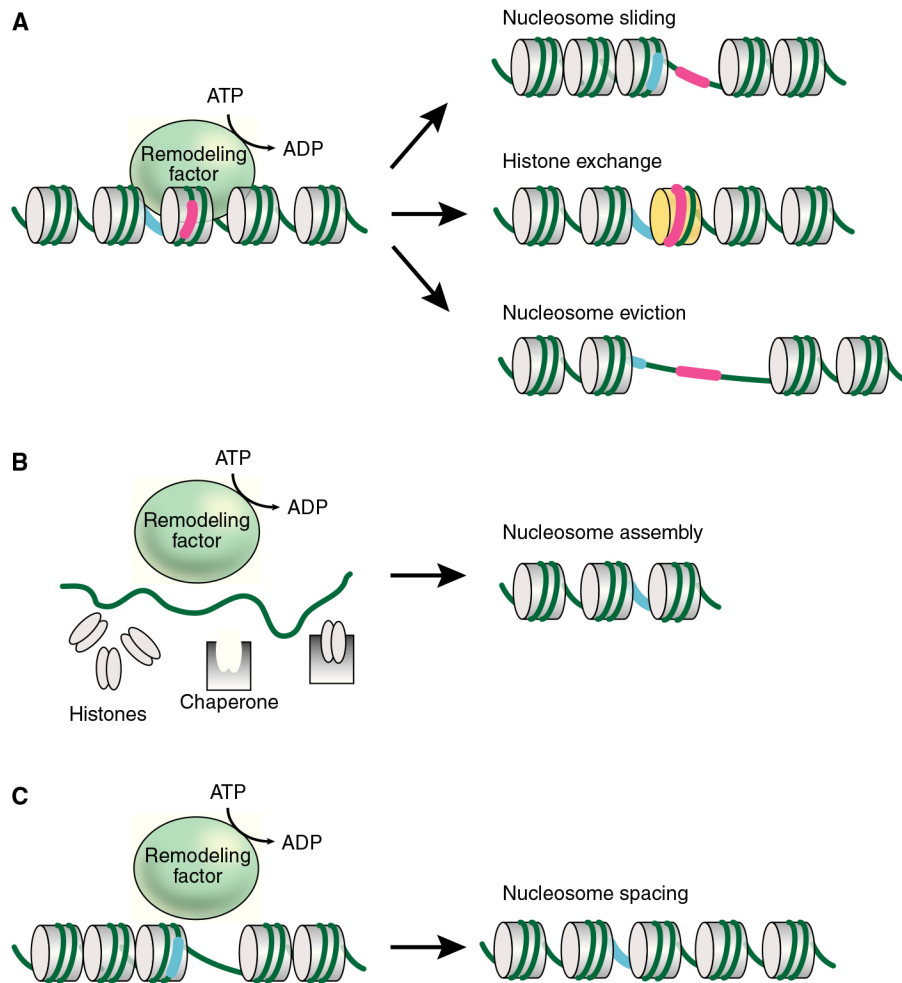 A
Nucleosome sliding
ATP
ADP
Remodeling
factor
Histone exchange
Nucleosome eviction
B
ATP
ADP
Remodeling
factor
Nucleosome assembly
Histones
Chaperone
C
ATP
ADP
Remodeling
factor
Nucleosome spacing